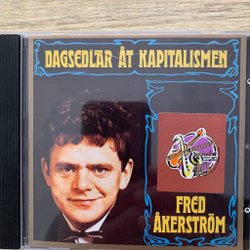 DAGSEDLAR ÅT KAPITALISMEN
FRED
ÅKERSTRÖM